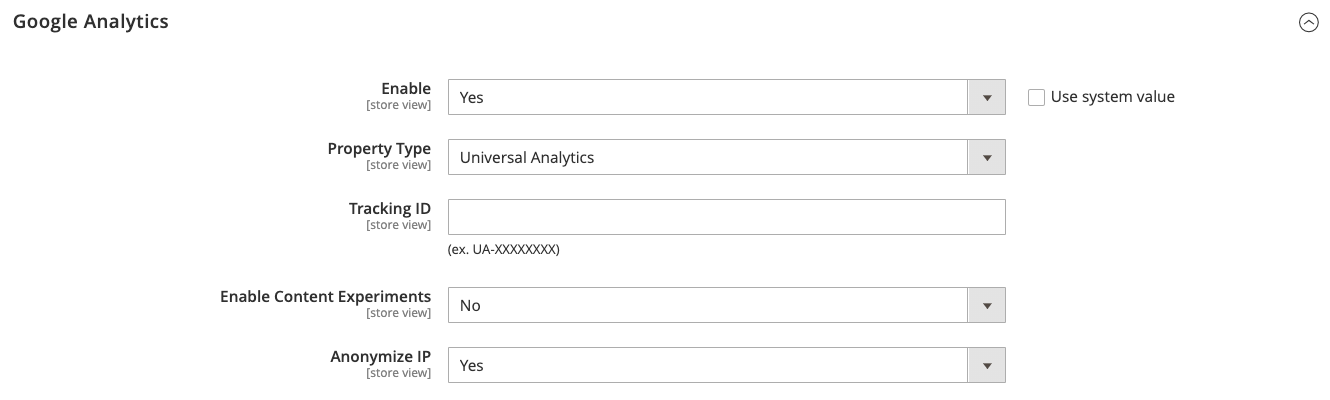 Google Analytics
Enable
[store view]
Yes
Use system value
Property Type
[store view]
Universal Analytics
Tracking ID
[store view]
(ex. UA-XXXXXXXX)
Enable Content Experiments
[store view]
No
Anonymize IP
[store view]
Yes